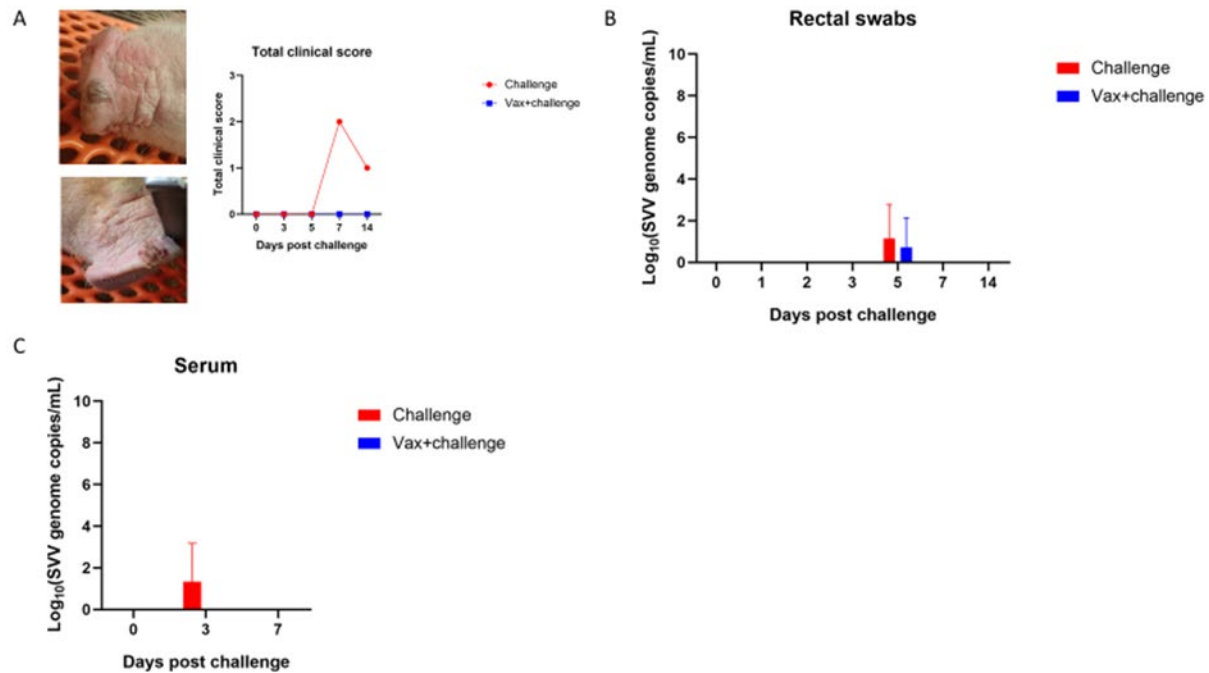 A
Total clinical score
Total clinical score
3
2
1
0
0 3 5 7 14
Days post challenge
Challenge
Vax+challenge
B
Rectal swabs
Log₁₀(SVV genome copies/mL)
10
8
6
4
2
0
0 1 2 3 5 7 14
Days post challenge
Challenge
Vax+challenge
C
Serum
Log₁₀(SVV genome copies/mL)
10
8
6
4
2
0
0 3 7
Days post challenge
Challenge
Vax+challenge